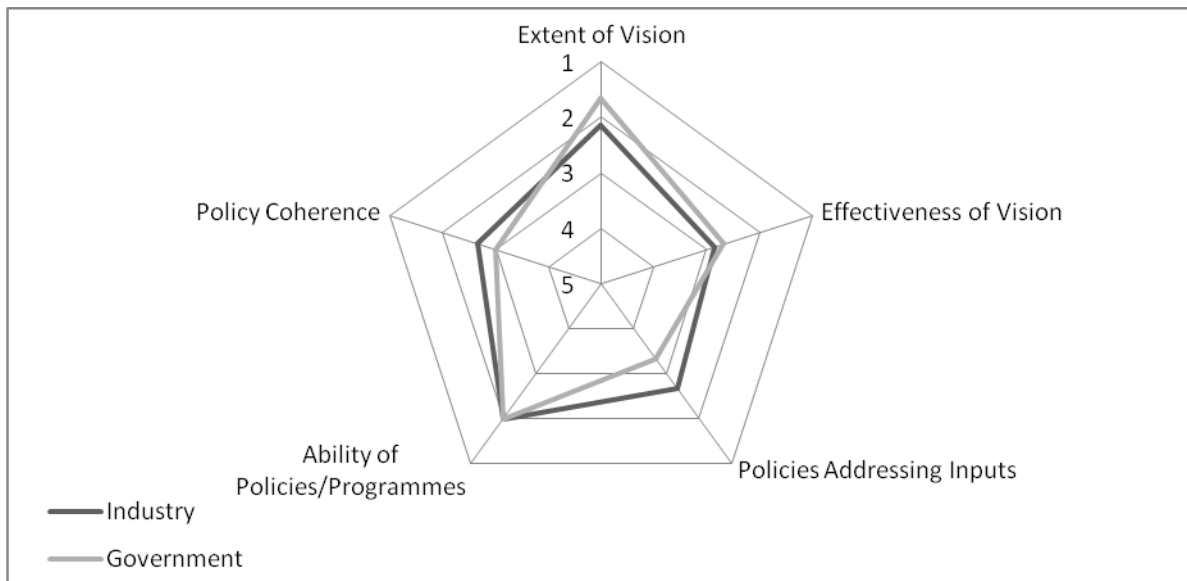 Extent of Vision
1
2
3
4
5
Policy Coherence
Effectiveness of Vision
Ability of
Policies/Programmes
Policies Addressing Inputs
Industry
Government